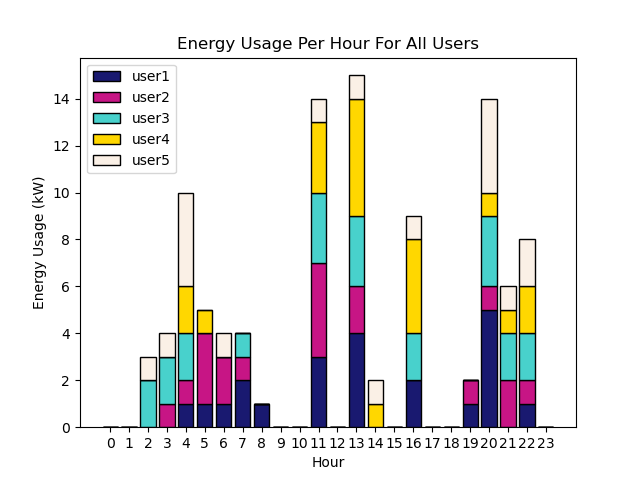 Energy Usage Per Hour For All Users
user1
user2
user3
user4
user5
14
12
10
8
6
4
2
0
Energy Usage (kW)
0 1 2 3 4 5 6 7 8 9 10 11 12 13 14 15 16 17 18 19 20 21 22 23
Hour